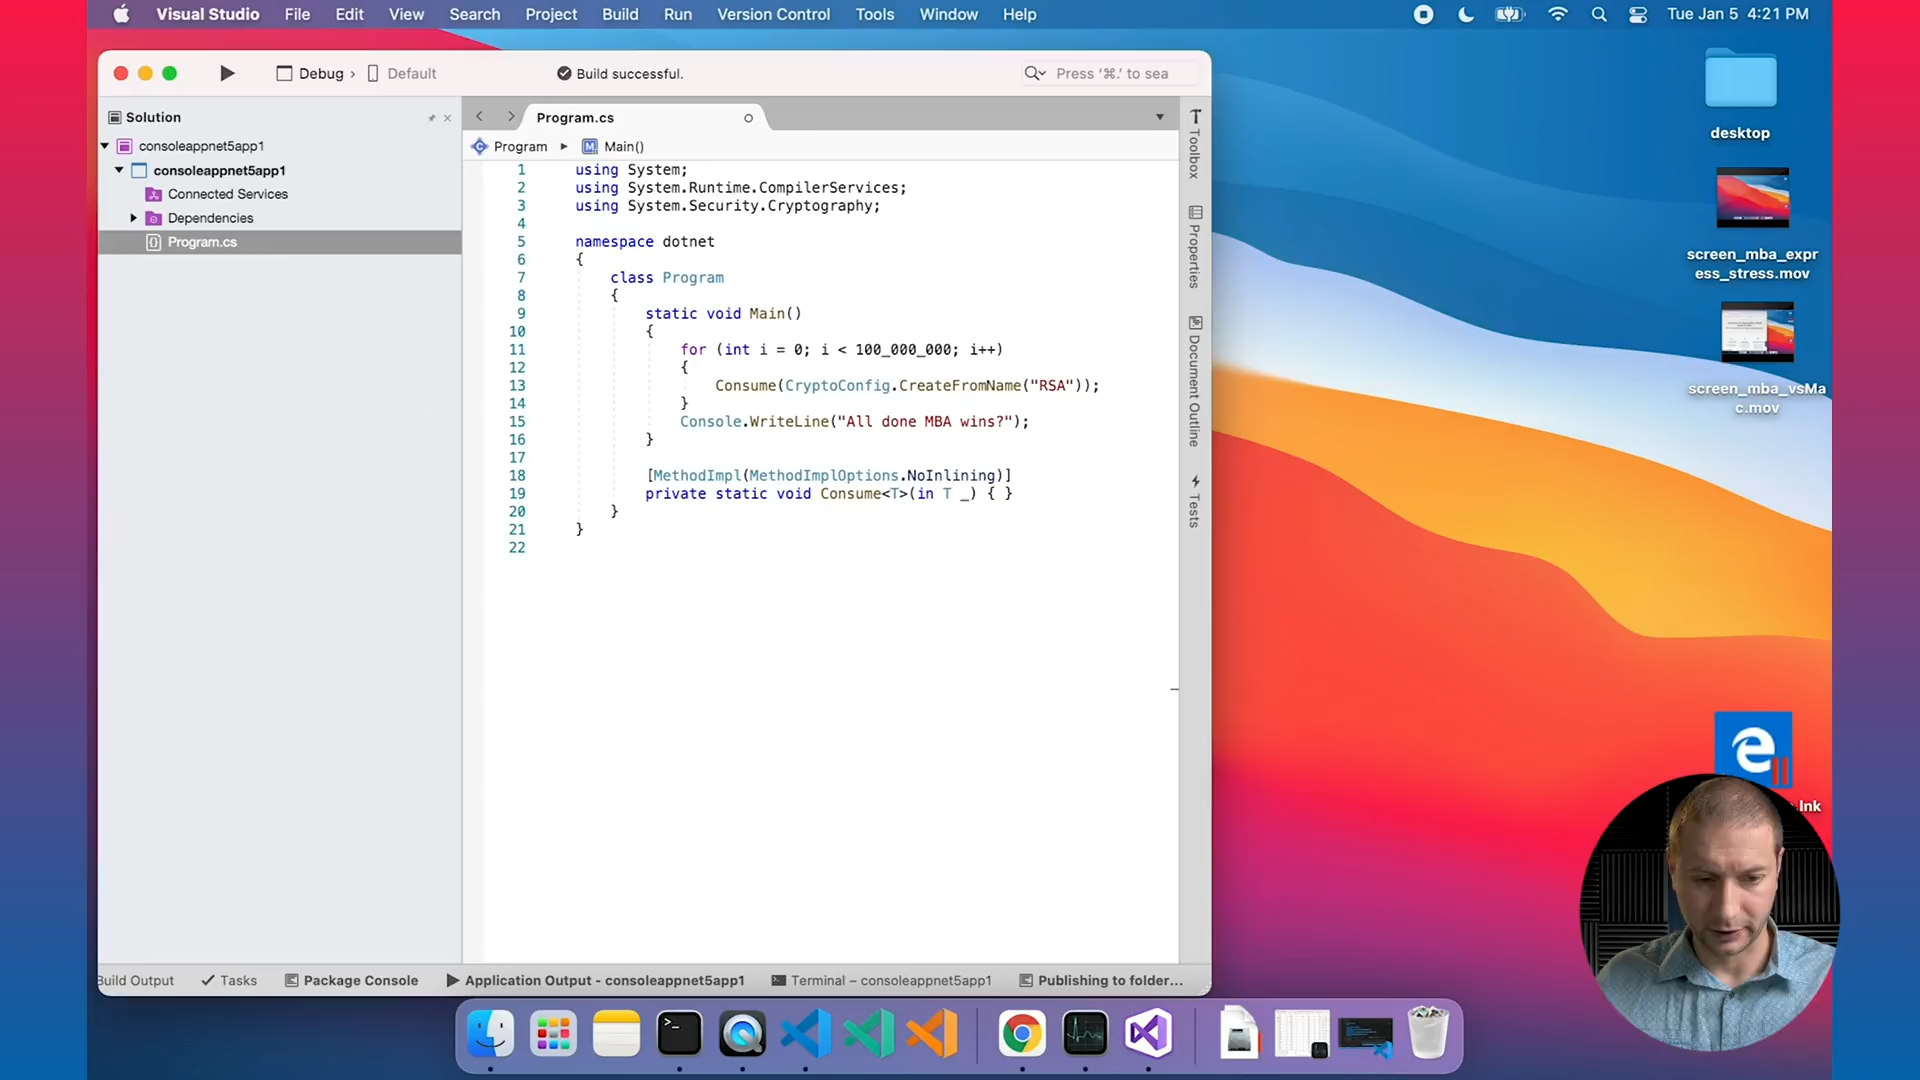 Visual Studio File Edit View Search Project Build Run Version Control Tools Window Help Tue Jan 5 4:21 PM
Debug › Default Build successful. Press '⌘.' to sea
Solution
consoleappnet5app1
consoleappnet5app1
Connected Services
Dependencies
Program.cs
Program.cs
Program Main()
1 using System;
2 using System.Runtime.CompilerServices;
3 using System.Security.Cryptography;
4
5 namespace dotnet
6 {
7 class Program
8 {
9 static void Main()
10 {
11 for (int i = 0; i < 100_000_000; i++)
12 {
13 Consume(CryptoConfig.CreateFromName("RSA"));
14 }
15 Console.WriteLine("All done MBA wins?");
16 }
17
18 [MethodImpl(MethodImplOptions.NoInlining)]
19 private static void Consume<T>(in T _) { }
20 }
21 }
22
Toolbox
Properties
Document Outline
Tests
Build Output Tasks Package Console Application Output - consoleappnet5app1 Terminal – consoleappnet5app1 Publishing to folder...
desktop
screen_mba_expr
ess_stress.mov
screen_mba_vsMa
c.mov
.lnk